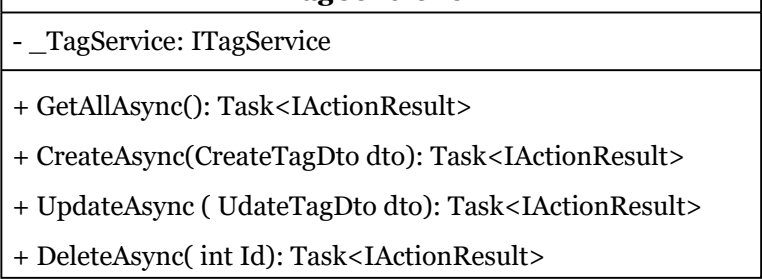 - _TagService: ITagService
+ GetAllAsync(): Task<IActionResult>
+ CreateAsync(CreateTagDto dto): Task<IActionResult>
+ UpdateAsync ( UdateTagDto dto): Task<IActionResult>
+ DeleteAsync( int Id): Task<IActionResult>